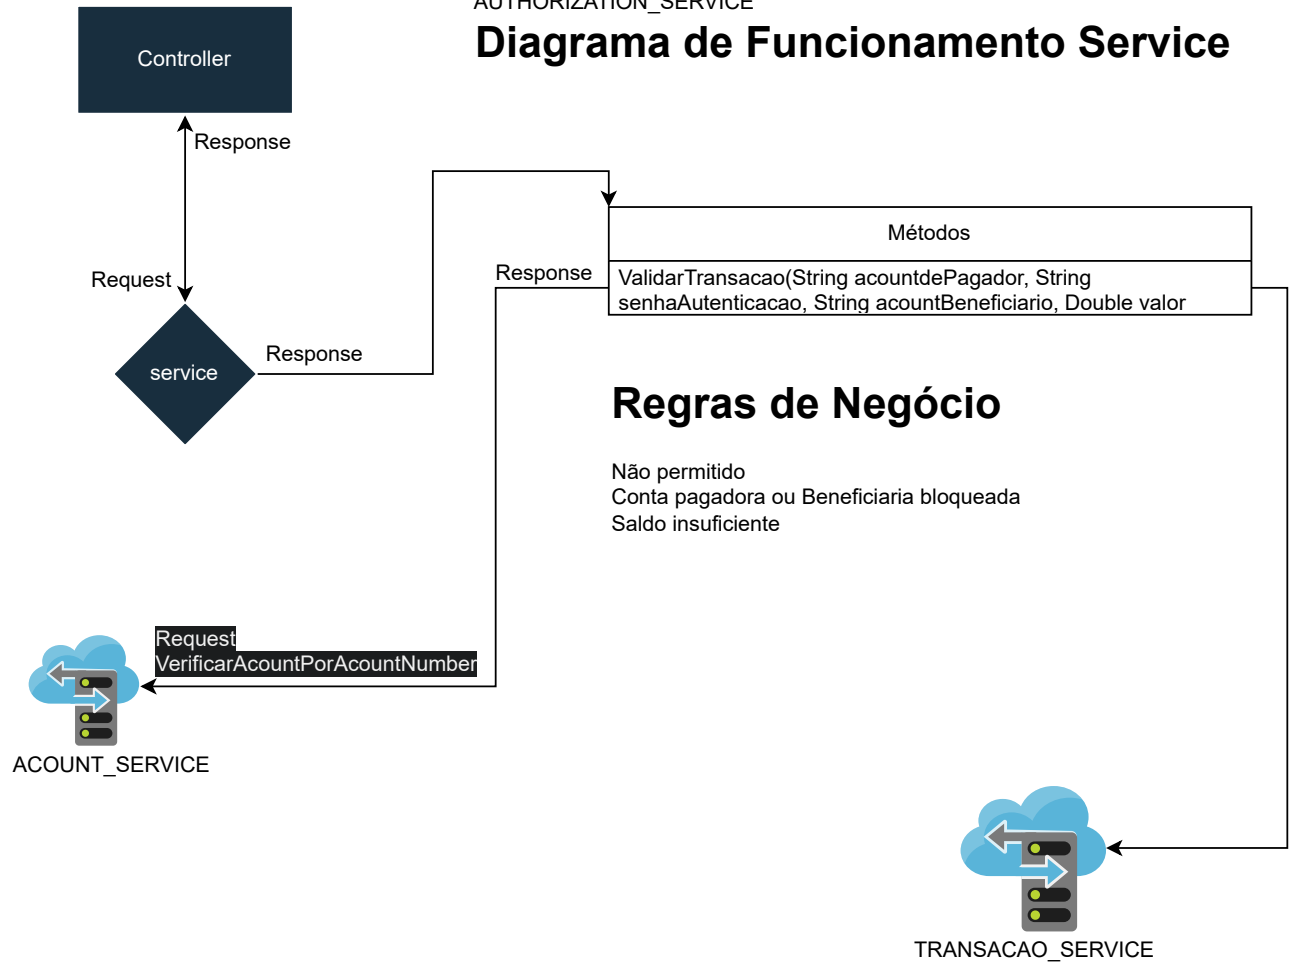 AUTHORIZATION_SERVICE
Diagrama de Funcionamento Service
Controller
Response
Request
service
Response
Métodos
Response
ValidarTransacao(String acountdePagador, String
senhaAutenticacao, String acountBeneficiario, Double valor
Regras de Negócio
Não permitido
Conta pagadora ou Beneficiaria bloqueada
Saldo insuficiente
Request
VerificarAcountPorAcountNumber
ACOUNT_SERVICE
TRANSACAO_SERVICE